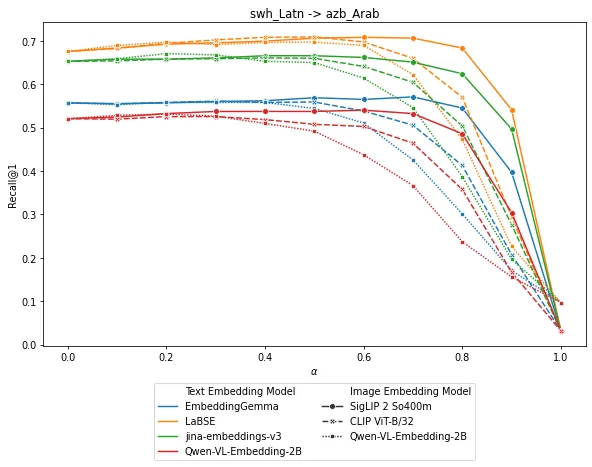 swh_Latn -> azb_Arab
Recall@1
0.7
0.6
0.5
0.4
0.3
0.2
0.1
0.0
0.0 0.2 0.4 0.6 0.8 1.0
α
Text Embedding Model
EmbeddingGemma
LaBSE
jina-embeddings-v3
Qwen-VL-Embedding-2B
Image Embedding Model
SigLIP 2 So400m
CLIP ViT-B/32
Qwen-VL-Embedding-2B